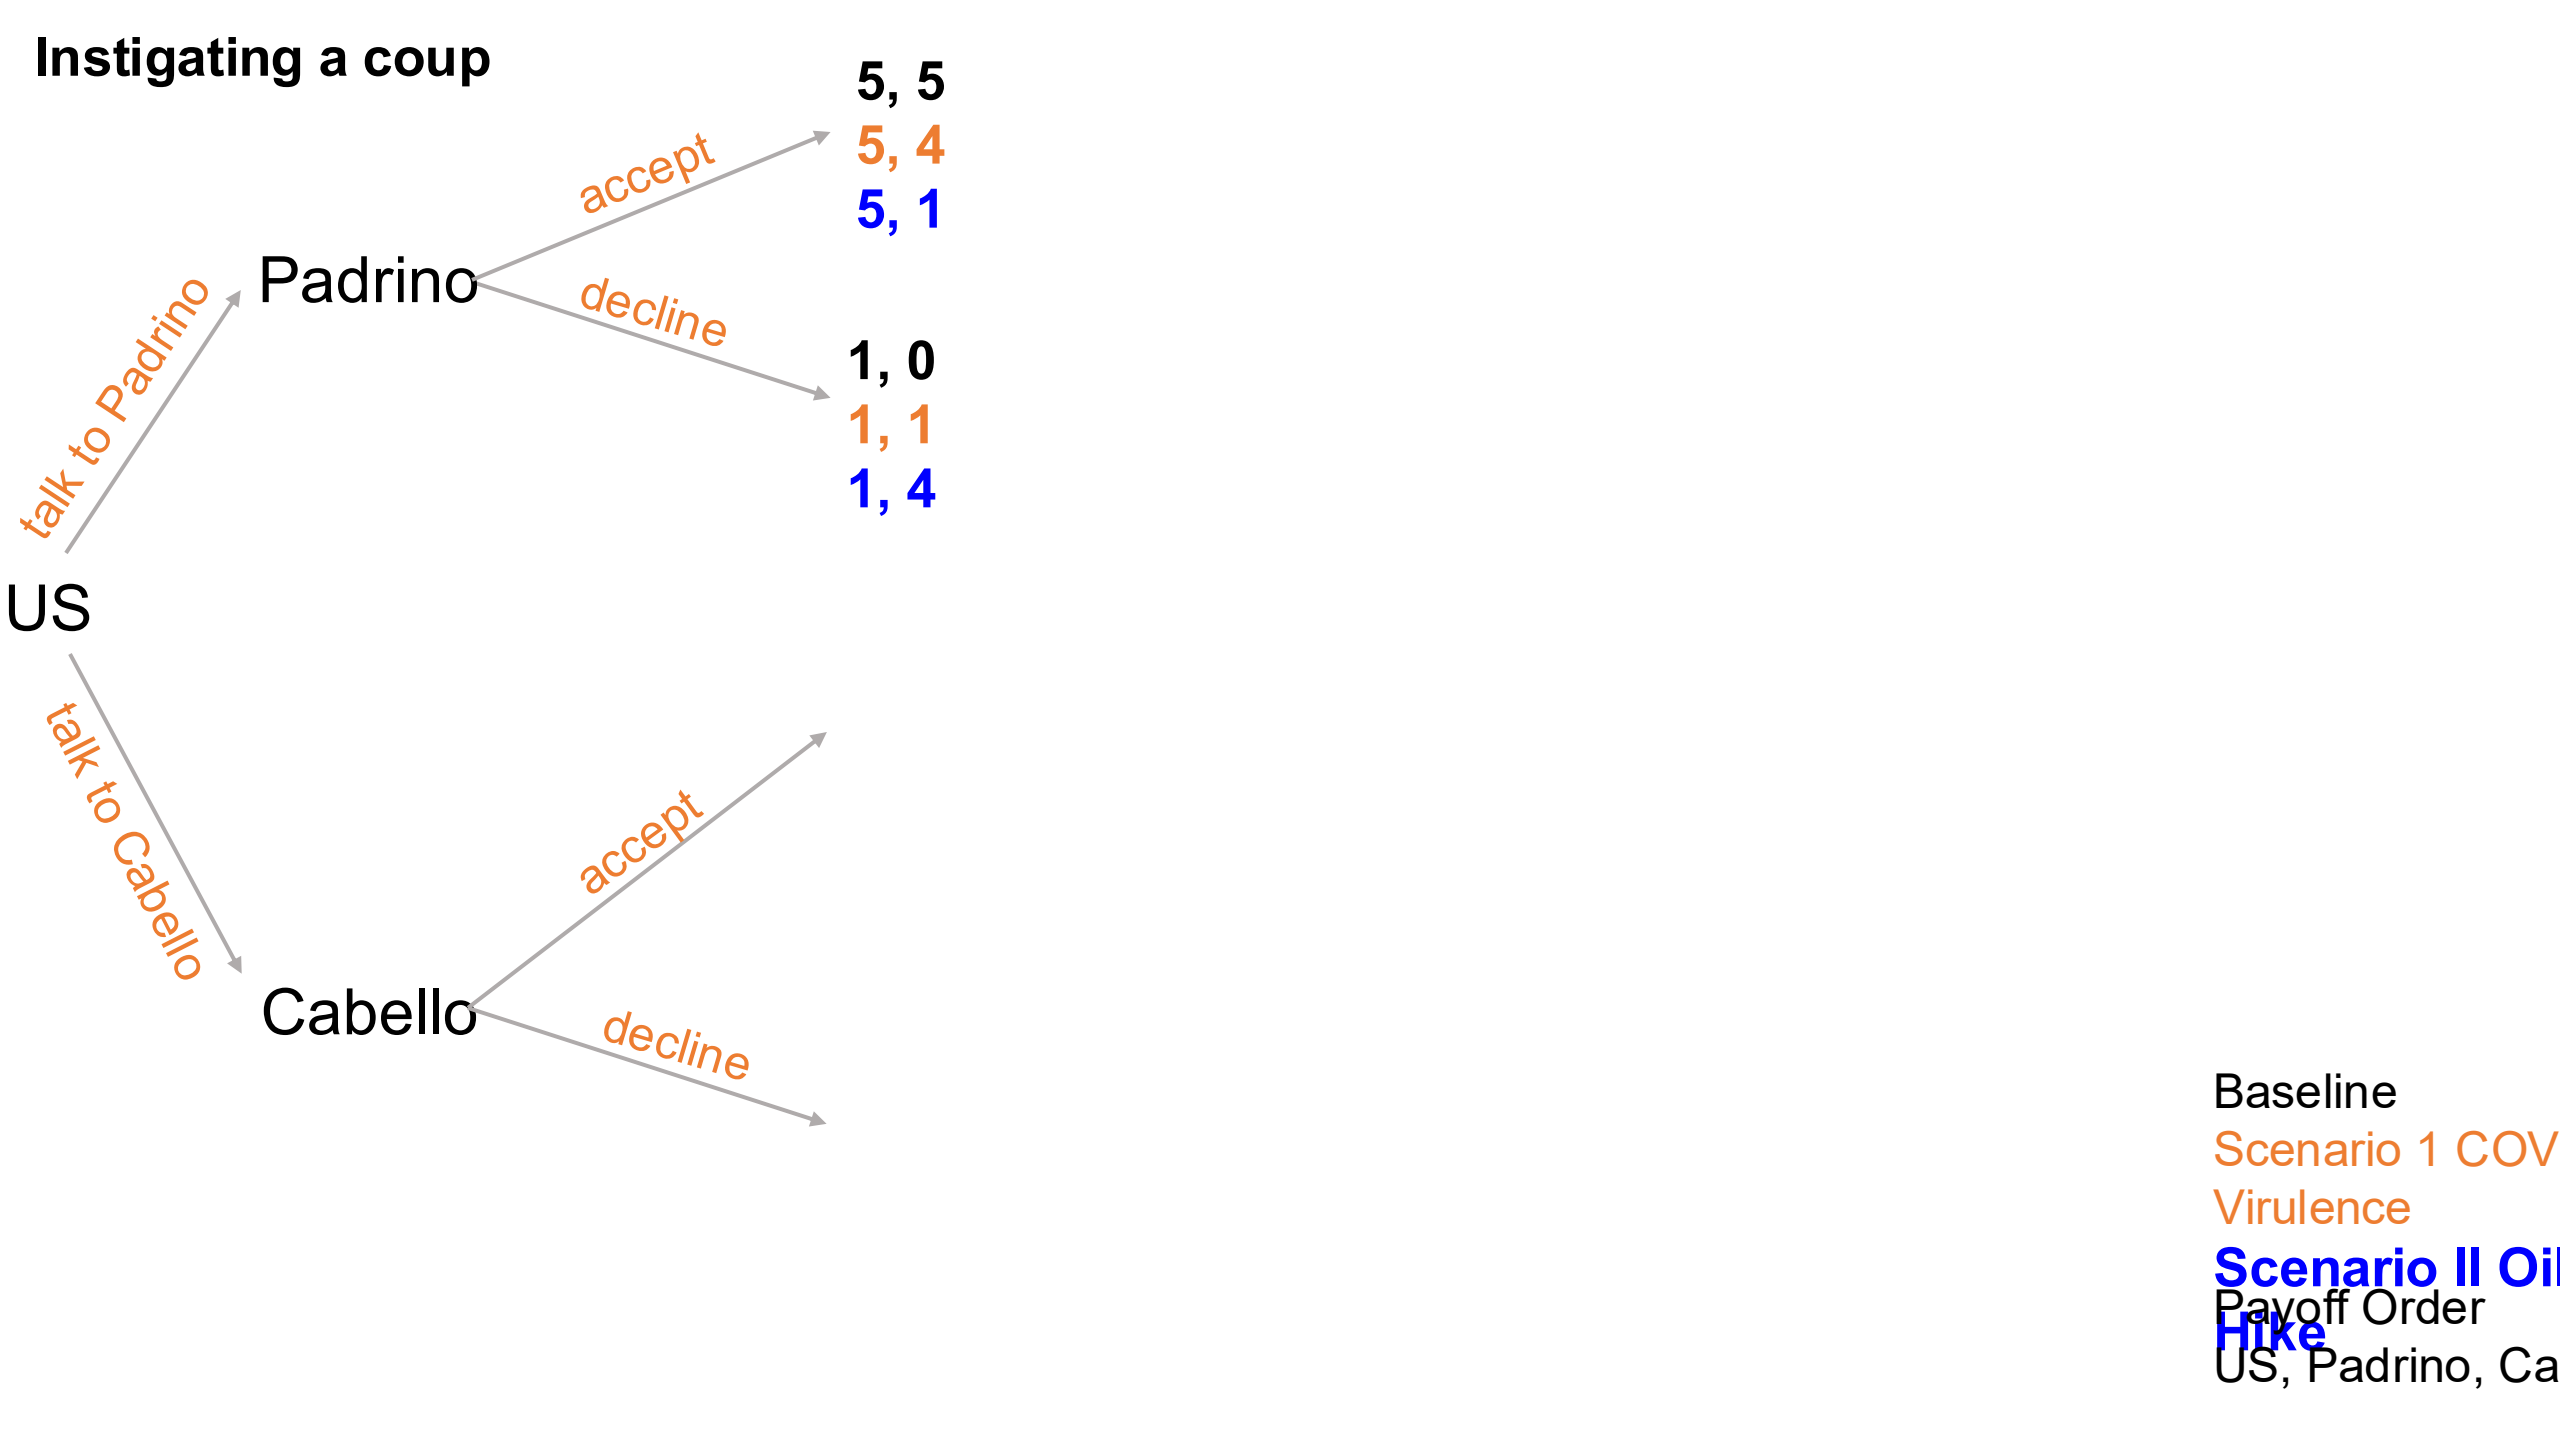 Instigating a coup
5, 5
5, 4
5, 1
accept
Padrino
decline
1, 0
1, 1
1, 4
talk to Padrino
US
talk to Cabello
accept
Cabello
decline
Baseline
Scenario 1 COV
Virulence
Scenario II Oil
Hike
Payoff Order
US, Padrino, Ca